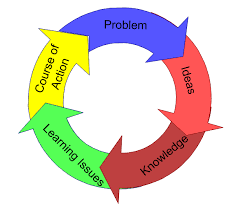 Problem
Ideas
Knowledge
Learning Issues
Course of
Action